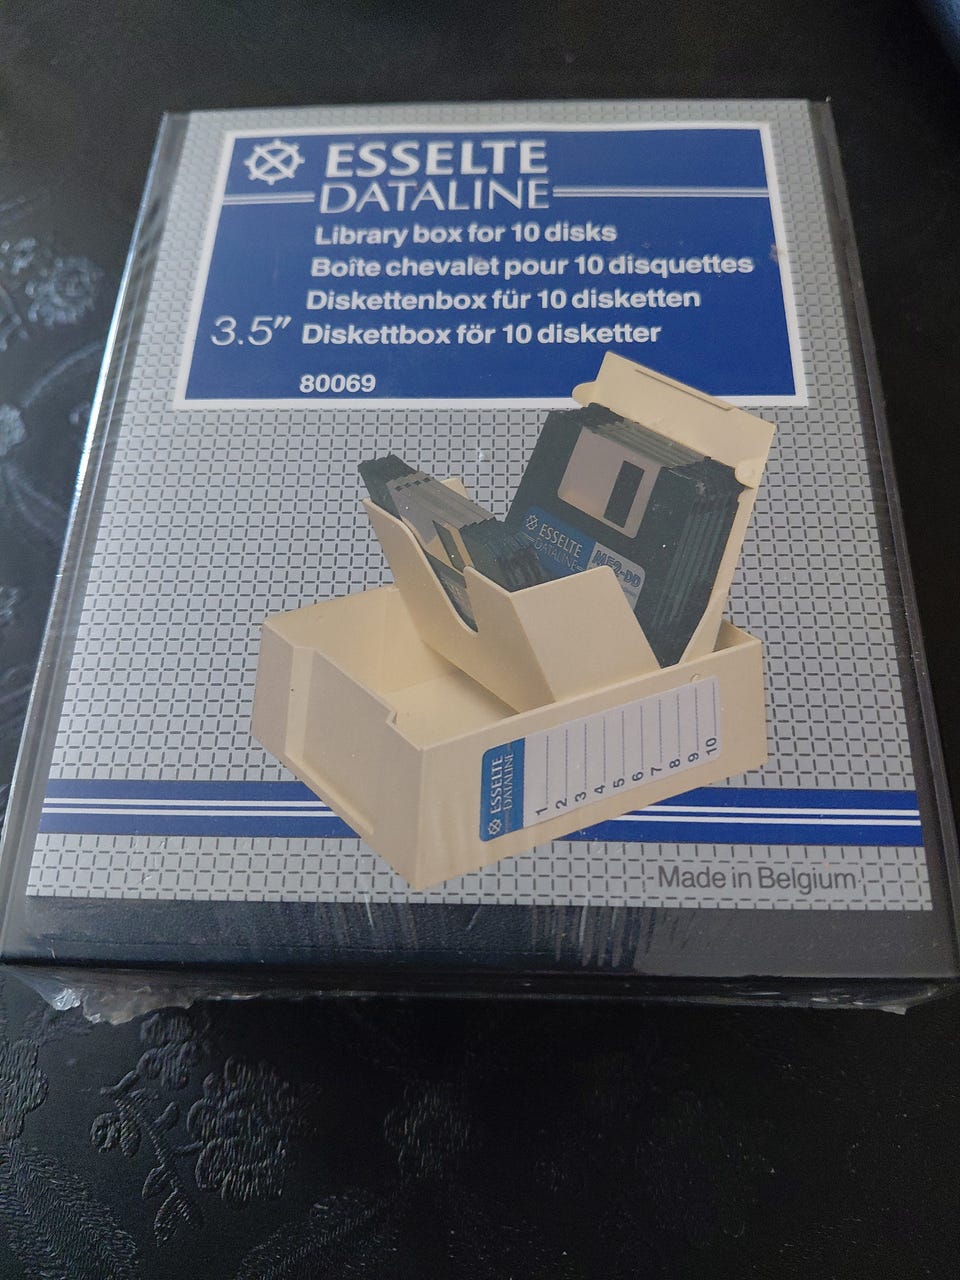 ESSELTE
DATALINE
Library box for 10 disks
Boîte chevalet pour 10 disquettes
Diskettenbox für 10 disketten
3.5″ Diskettbox för 10 disketter
80069
ESSELTE
DATALINE
MF2-DD
ESSELTE
DATALINE
1
2
3
4
5
6
7
8
9
10
Made in Belgium